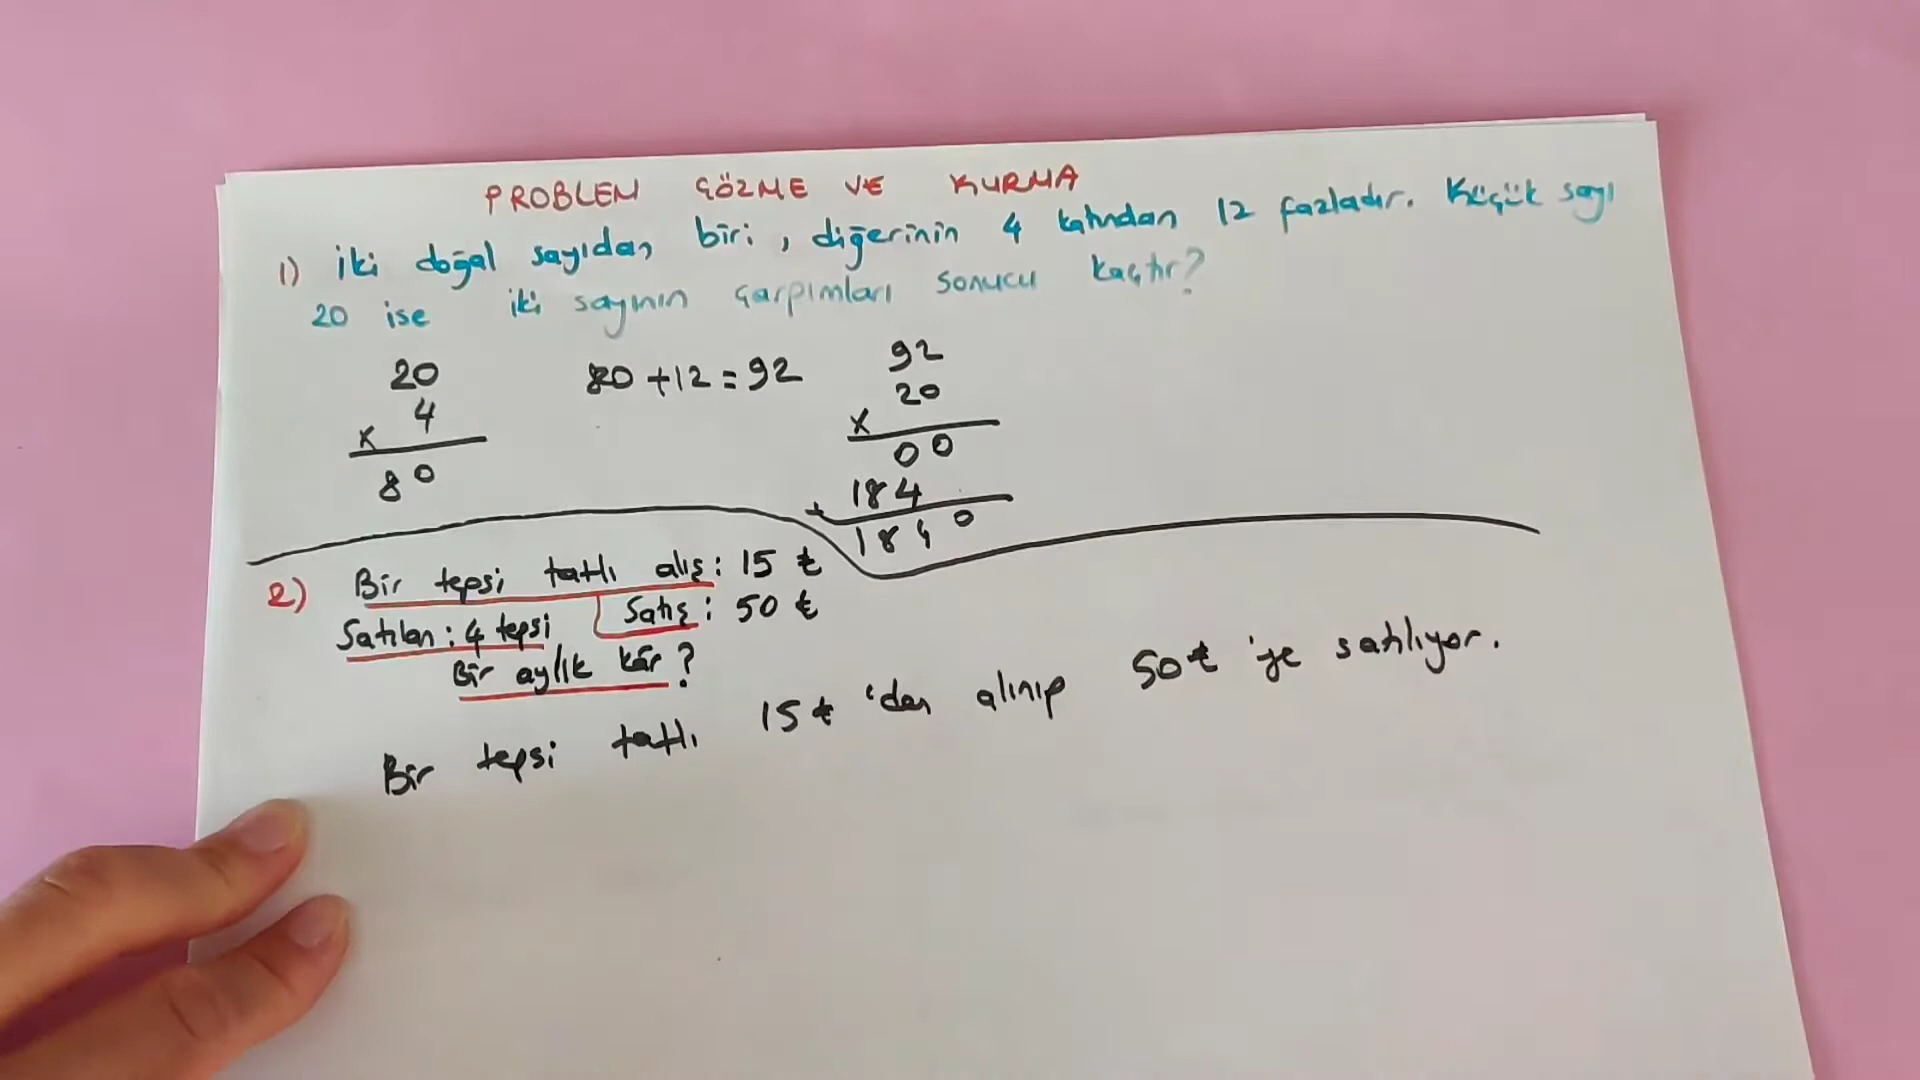 PROBLEM ÇÖZME VE KURMA
1) İki doğal sayıdan biri, diğerinin 4 katından 12 fazladır. Küçük sayı
20 ise iki sayının çarpımları sonucu kaçtır?
20
x 4
80
80 + 12 = 92
92
x 20
00
+ 184
1840
2) Bir tepsi tatlı alış: 15 ₺
Satılan: 4 tepsi Satış: 50 ₺
Bir aylık kâr?
Bir tepsi tatlı 15 ₺ 'den alınıp 50 ₺ 'ye satılıyor.